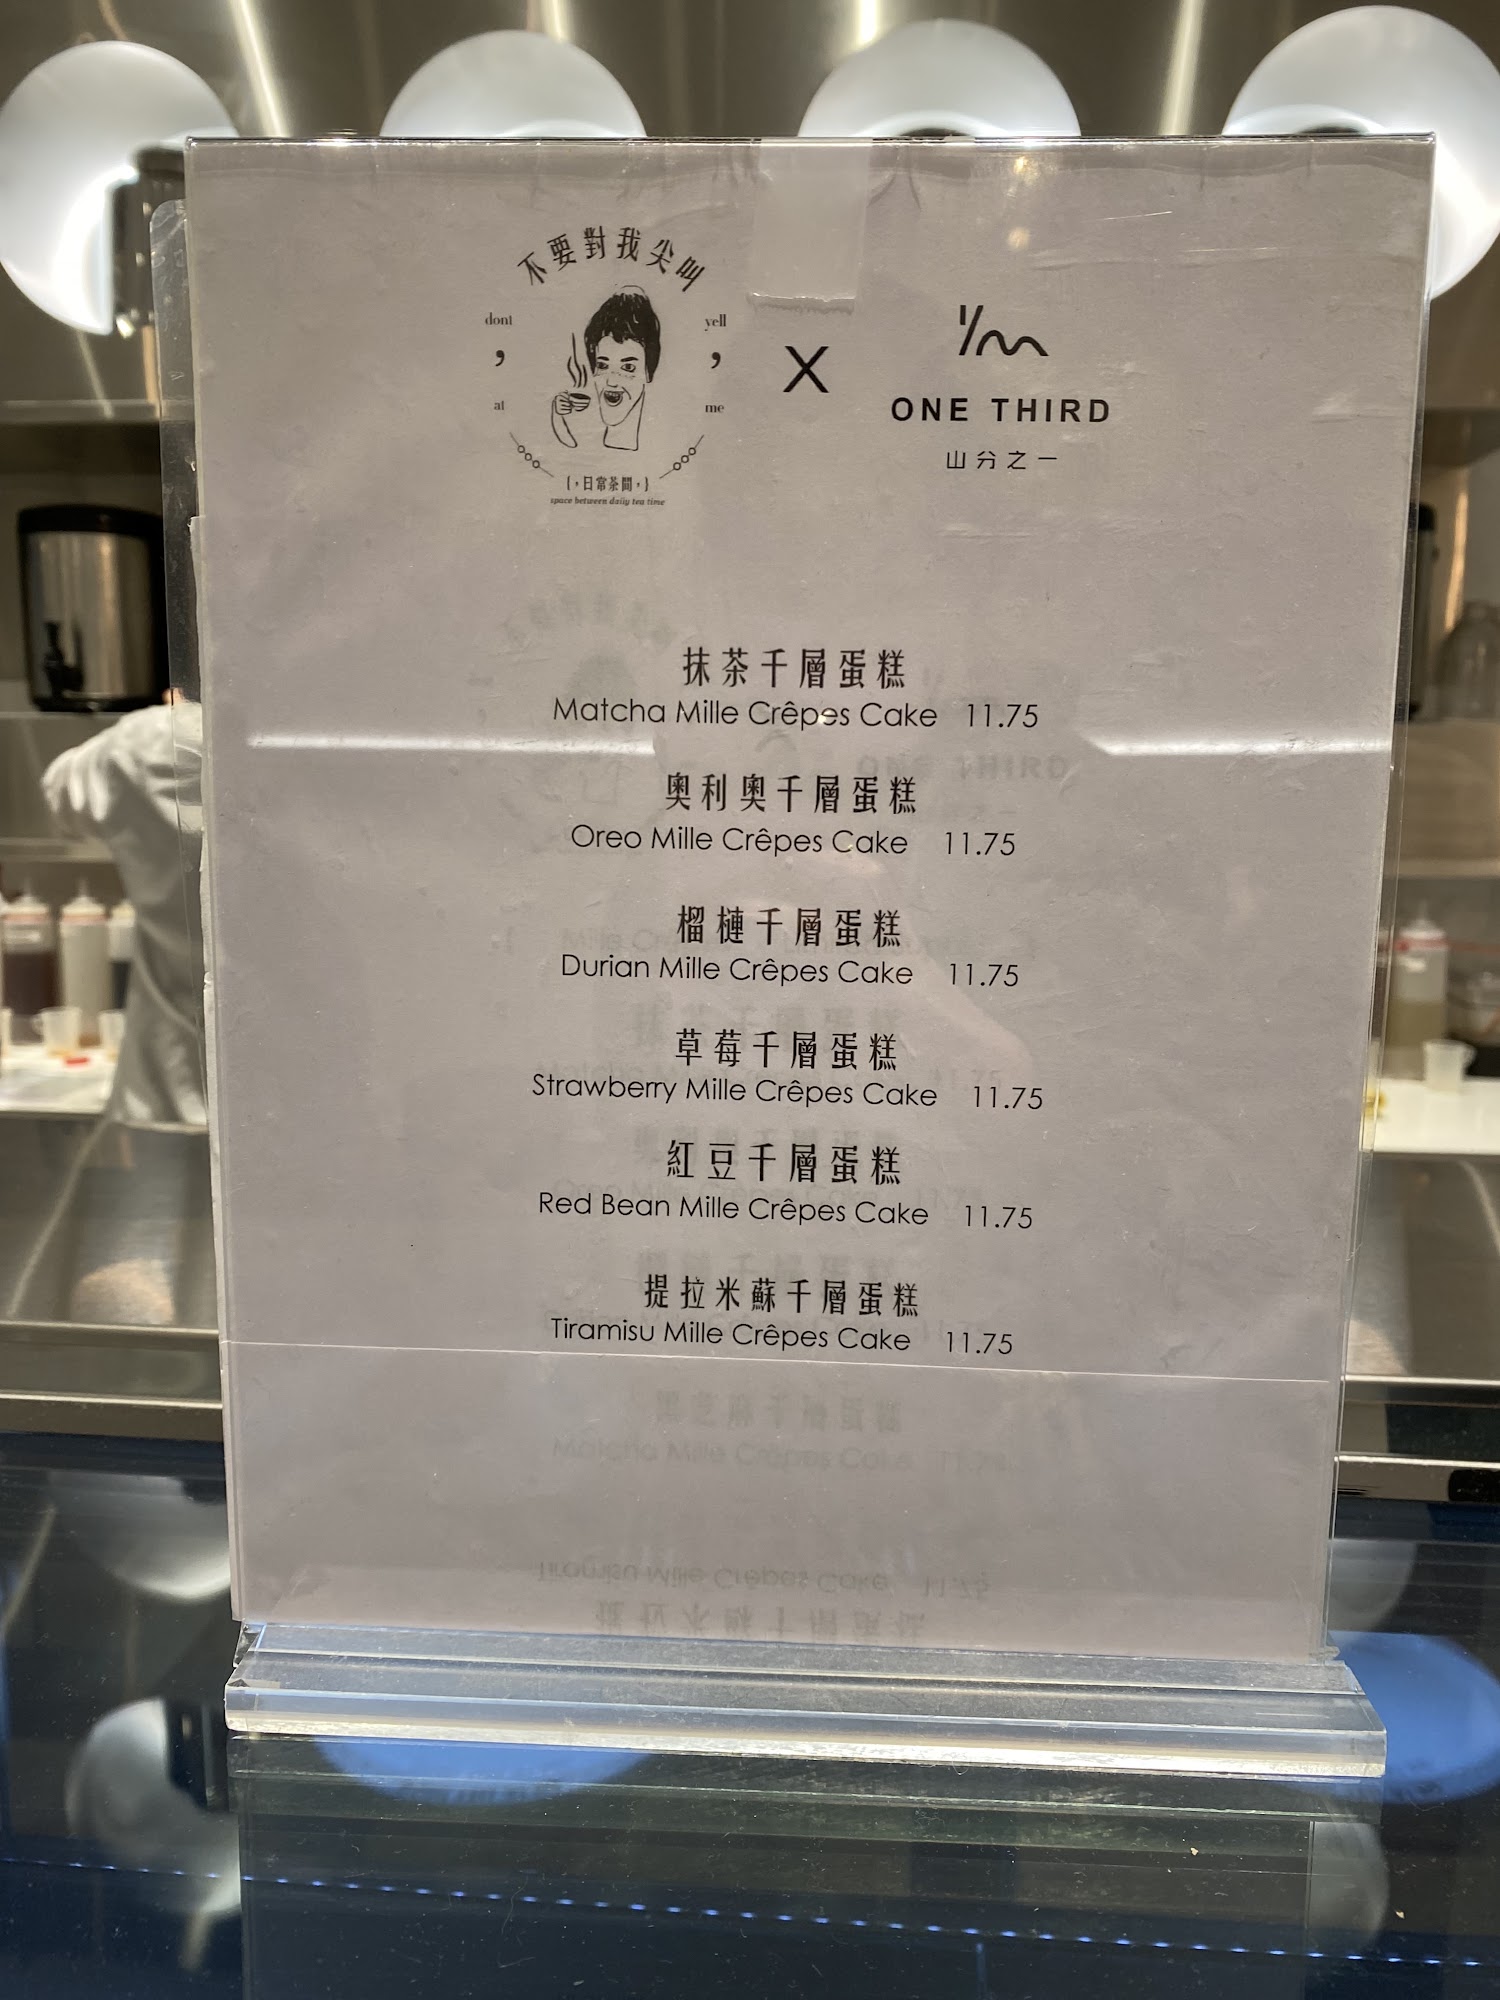 不要對我尖叫
dont yell
, ,
at me
{,日常茶間,}
space between daily tea time
X
ONE THIRD
山分之一
抹茶千層蛋糕
Matcha Mille Crêpes Cake 11.75
奧利奧千層蛋糕
Oreo Mille Crêpes Cake 11.75
榴槤千層蛋糕
Durian Mille Crêpes Cake 11.75
草莓千層蛋糕
Strawberry Mille Crêpes Cake 11.75
紅豆千層蛋糕
Red Bean Mille Crêpes Cake 11.75
提拉米蘇千層蛋糕
Tiramisu Mille Crêpes Cake 11.75